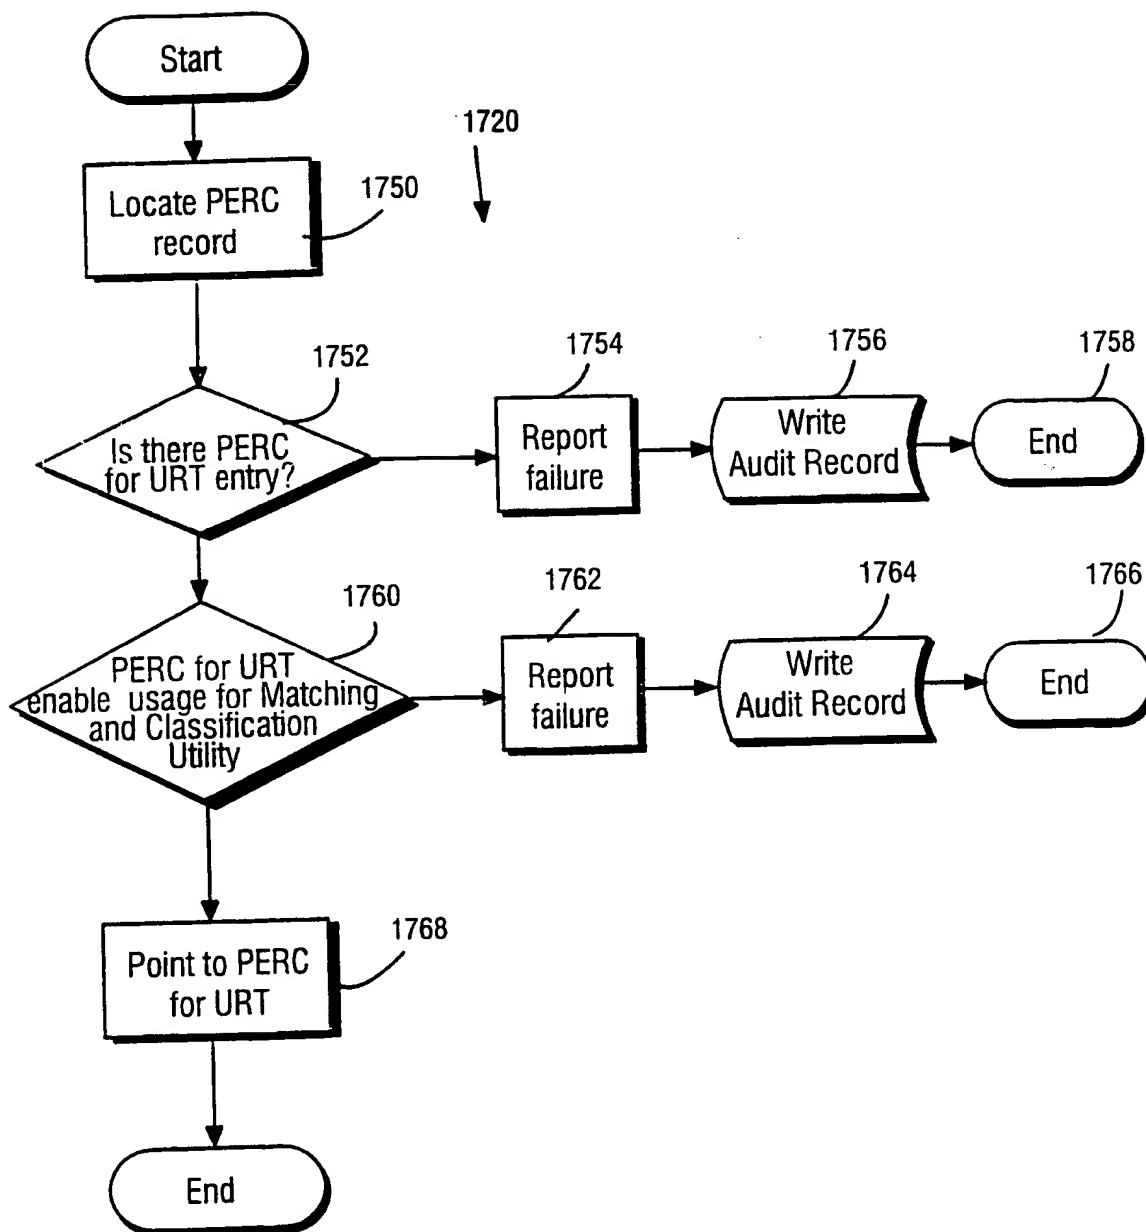 Start
1720
Locate PERC
record
1750
1752
Is there PERC
for URT entry?
1754
Report
failure
1756
Write
Audit Record
1758
End
1760
PERC for URT
enable usage for Matching
and Classification
Utility
1762
Report
failure
1764
Write
Audit Record
1766
End
1768
Point to PERC
for URT
End